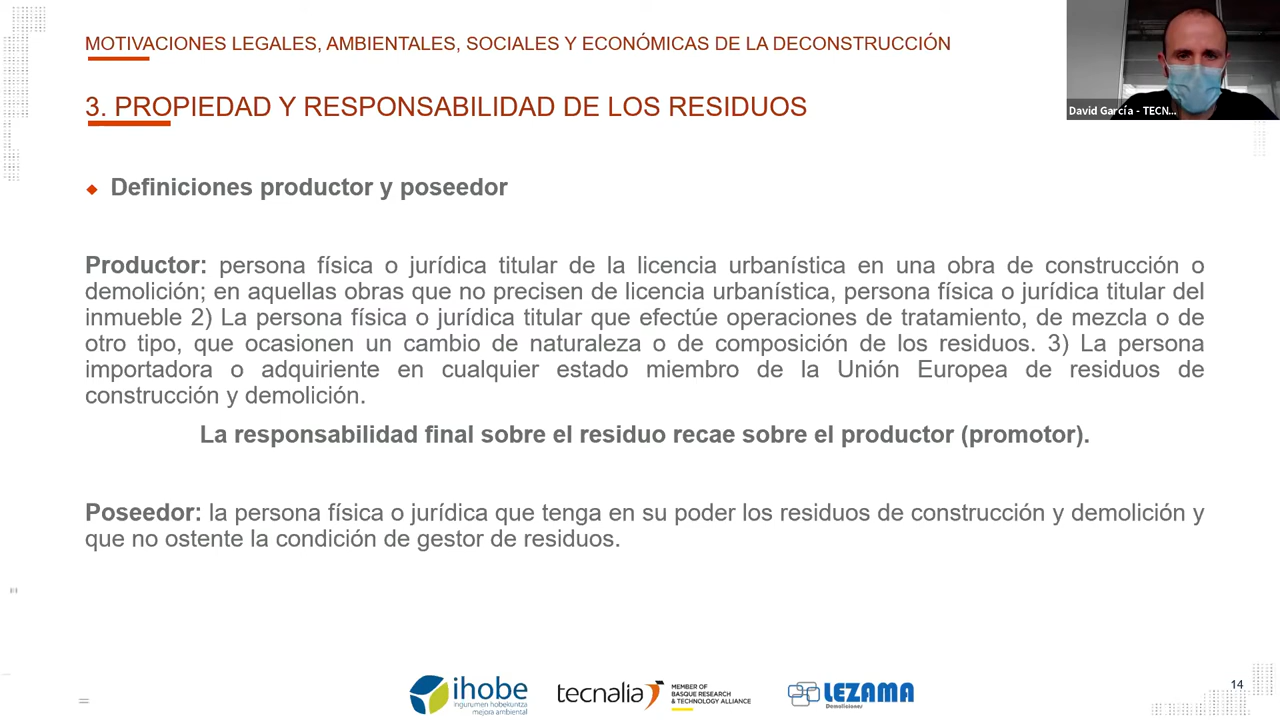 MOTIVACIONES LEGALES, AMBIENTALES, SOCIALES Y ECONÓMICAS DE LA DECONSTRUCCIÓN
David García - TECN...
3. PROPIEDAD Y RESPONSABILIDAD DE LOS RESIDUOS
Definiciones productor y poseedor
Productor: persona física o jurídica titular de la licencia urbanística en una obra de construcción o
demolición; en aquellas obras que no precisen de licencia urbanística, persona física o jurídica titular del
inmueble 2) La persona física o jurídica titular que efectúe operaciones de tratamiento, de mezcla o de
otro tipo, que ocasionen un cambio de naturaleza o de composición de los residuos. 3) La persona
importadora o adquiriente en cualquier estado miembro de la Unión Europea de residuos de
construcción y demolición.
La responsabilidad final sobre el residuo recae sobre el productor (promotor).
Poseedor: la persona física o jurídica que tenga en su poder los residuos de construcción y demolición y
que no ostente la condición de gestor de residuos.
ihobe
ingurumen hobekuntza
mejora ambiental
tecnalia
MEMBER OF
BASQUE RESEARCH
& TECHNOLOGY ALLIANCE
LEZAMA
Demoliciones
14